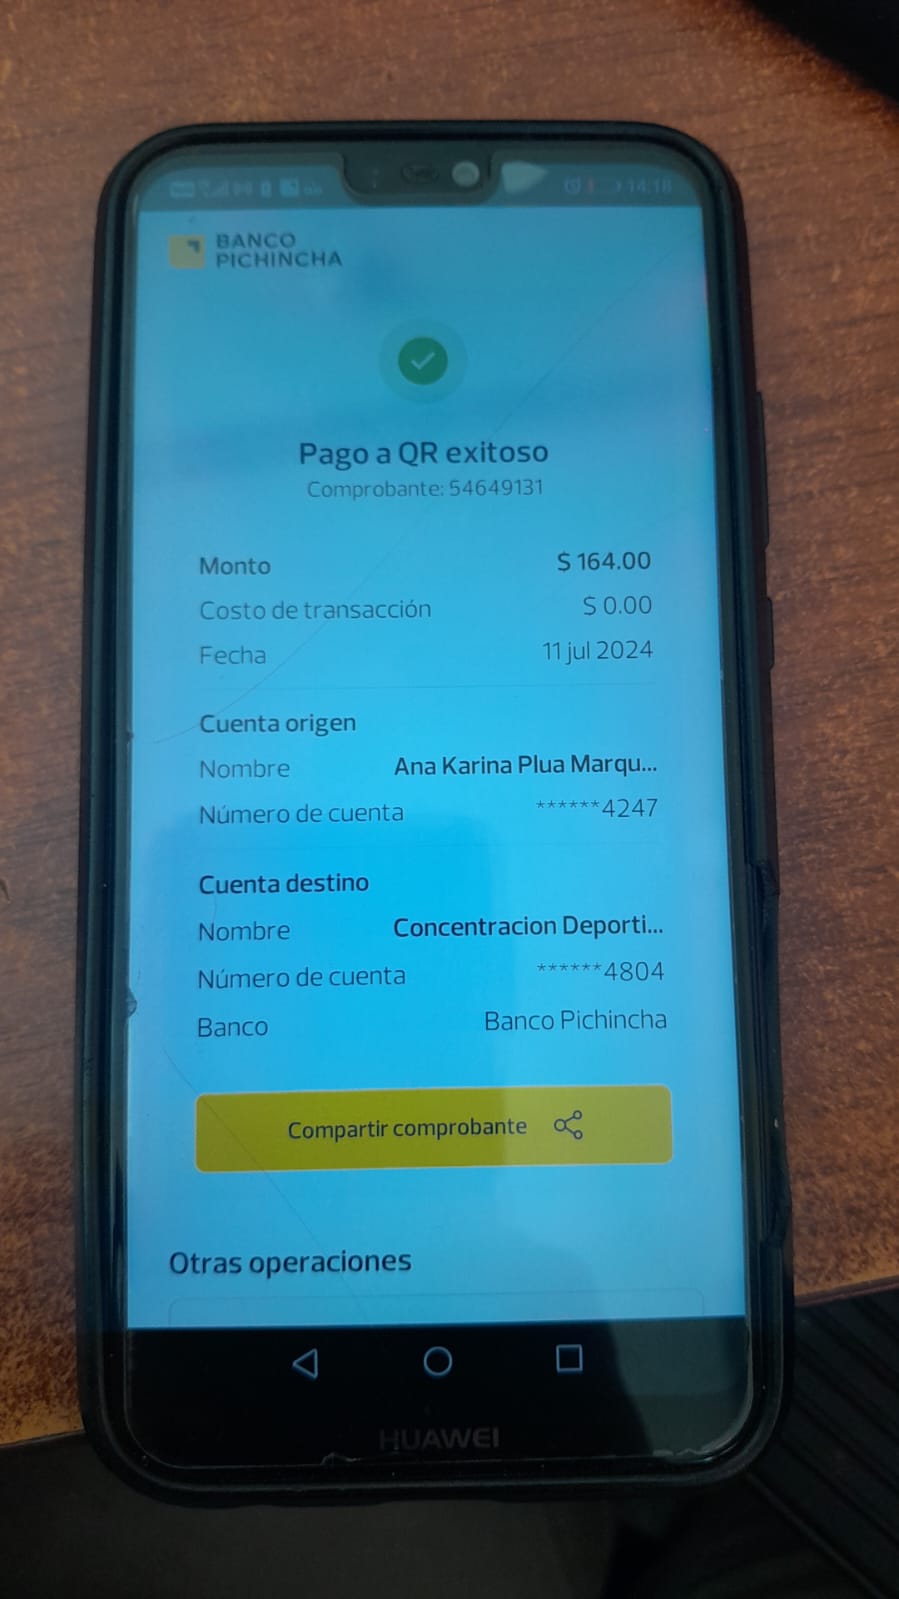 14:18
BANCO
PICHINCHA
Pago a QR exitoso
Comprobante: 54649131
Monto $ 164.00
Costo de transacción $ 0.00
Fecha 11 jul 2024
Cuenta origen
Nombre Ana Karina Plua Marqu...
Número de cuenta ******4247
Cuenta destino
Nombre Concentracion Deporti...
Número de cuenta ******4804
Banco Banco Pichincha
Compartir comprobante
Otras operaciones
HUAWEI